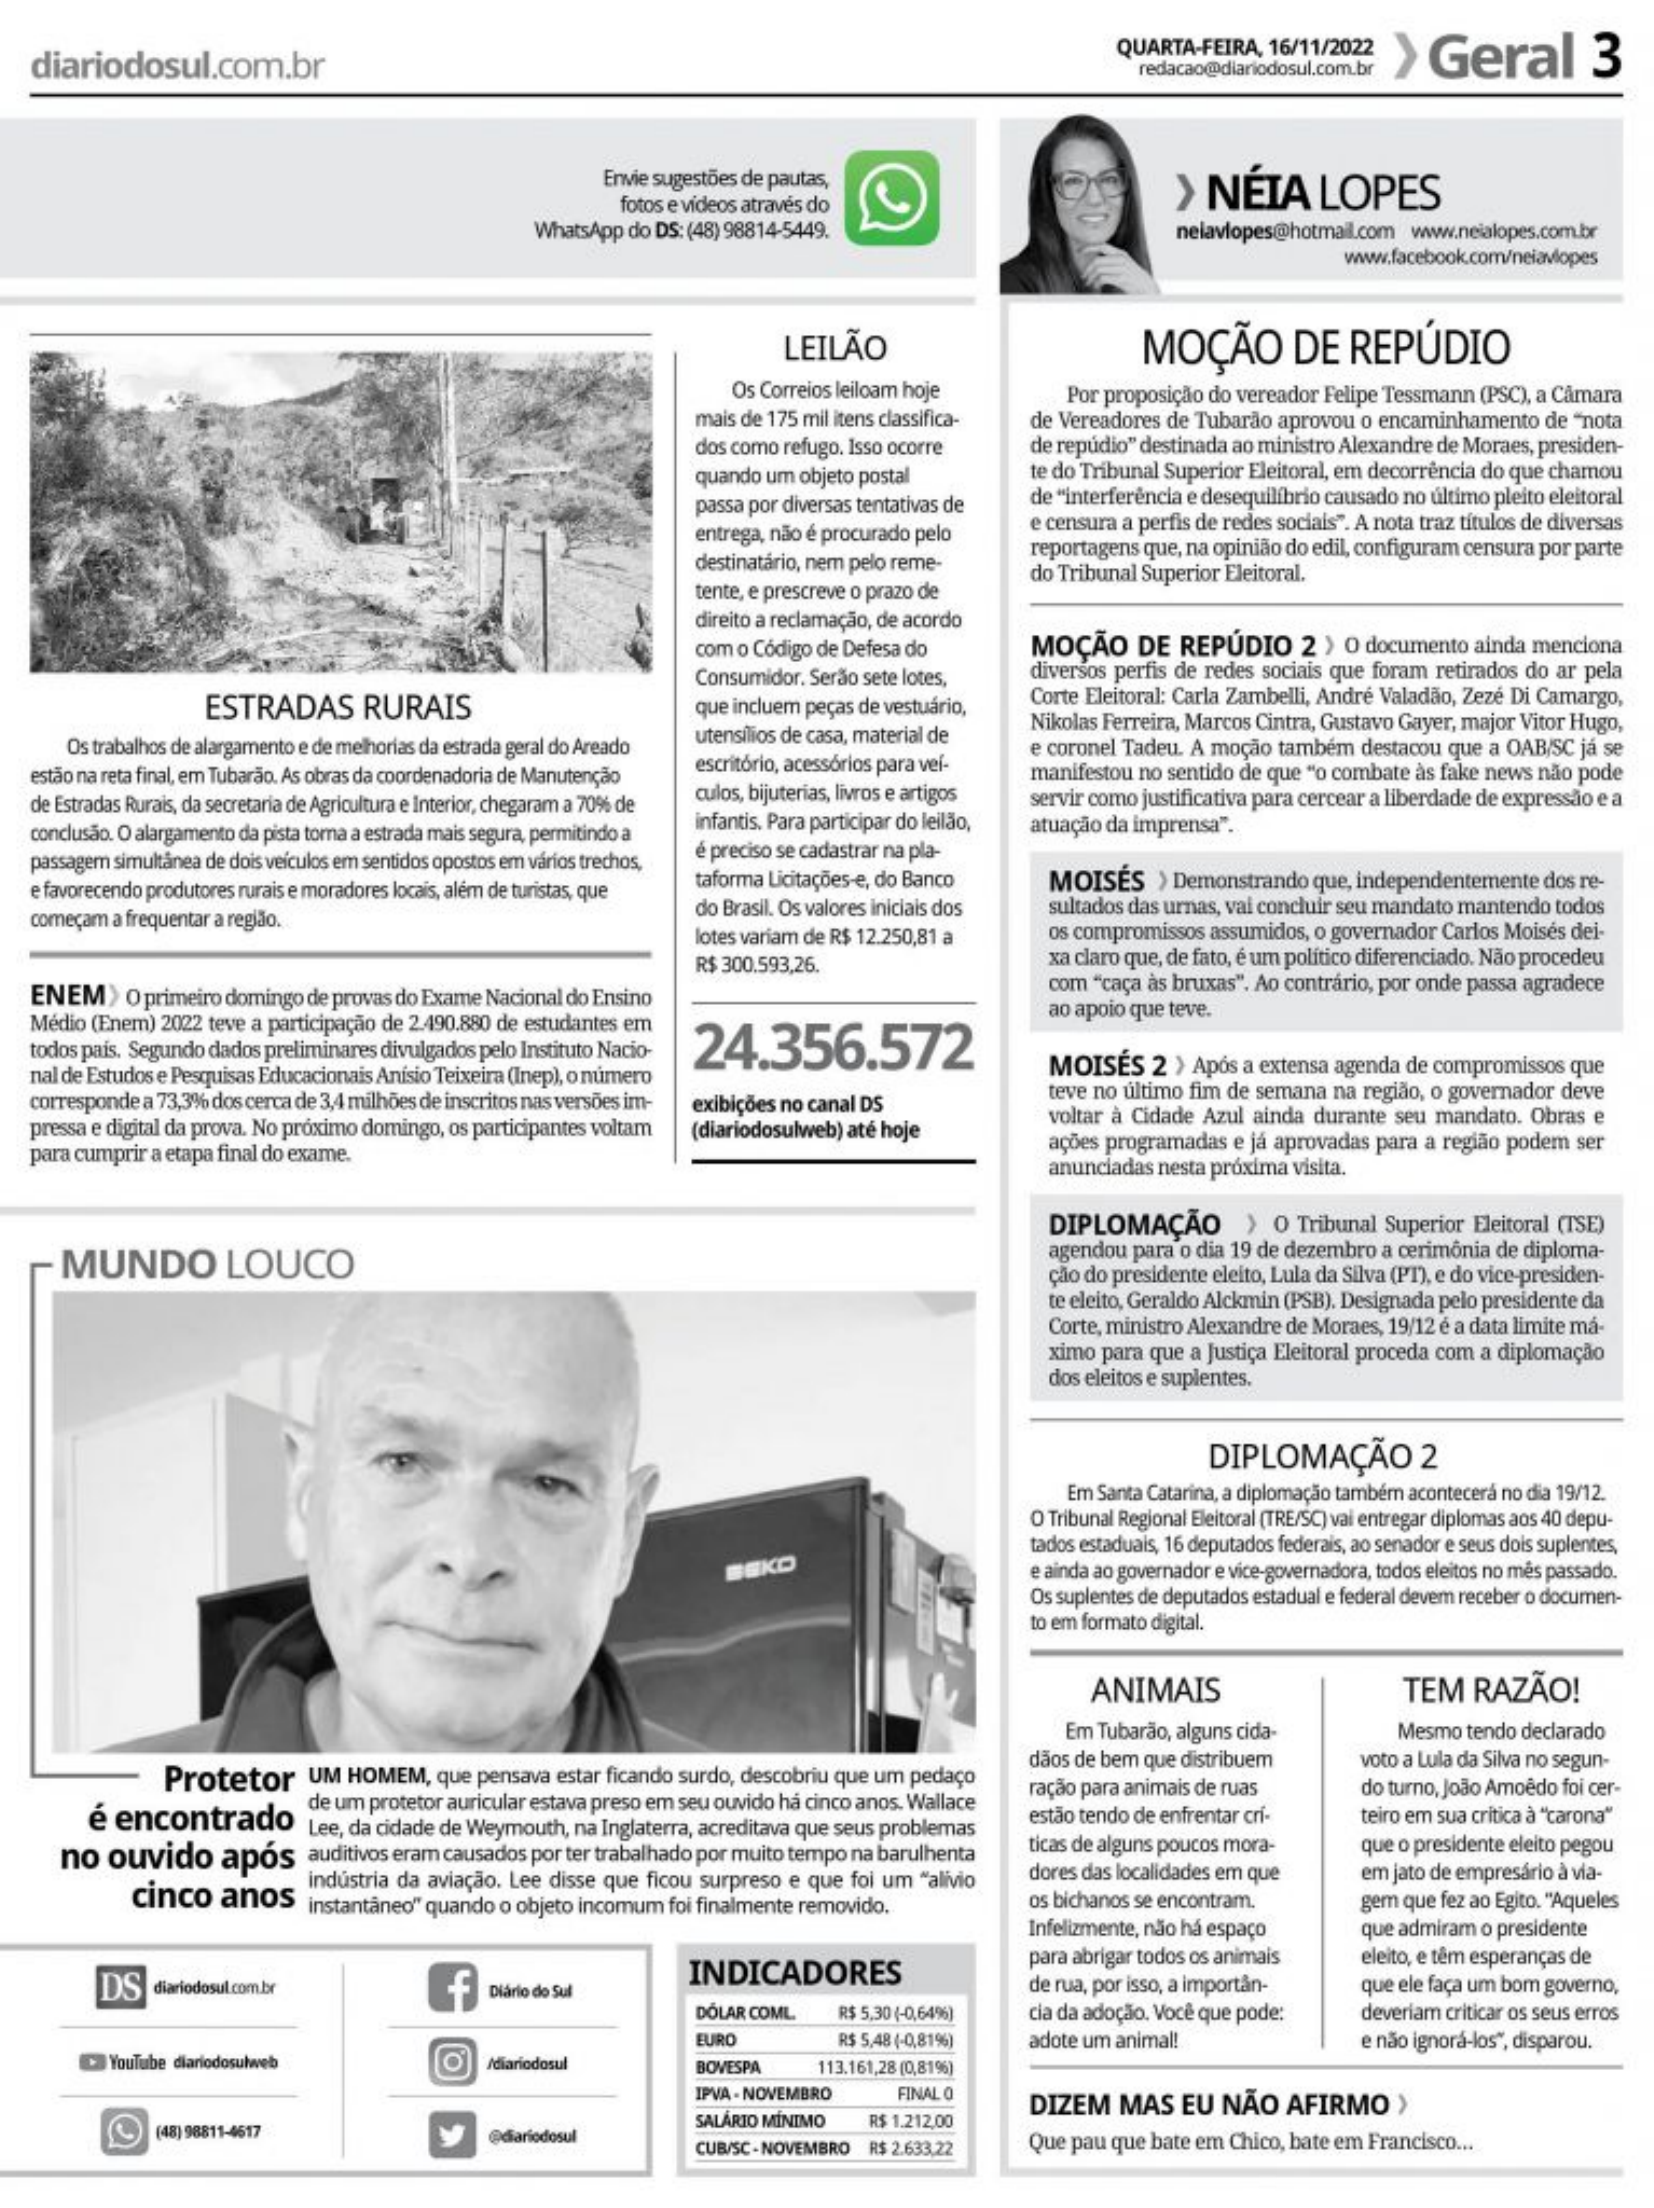 diariodosul.com.br
QUARTA-FEIRA, 16/11/2022
redacao@diariodosul.com.br
Geral 3
Envie sugestões de pautas,
fotos e vídeos através do
WhatsApp do DS: (48) 98814-5449.
ESTRADAS RURAIS
Os trabalhos de alargamento e de melhorias da estrada geral do Areado
estão na reta final, em Tubarão. As obras da coordenadoria de Manutenção
de Estradas Rurais, da secretaria de Agricultura e Interior, chegaram a 70% de
conclusão. O alargamento da pista torna a estrada mais segura, permitindo a
passagem simultânea de dois veículos em sentidos opostos em vários trechos,
e favorecendo produtores rurais e moradores locais, além de turistas, que
começam a frequentar a região.
ENEM O primeiro domingo de provas do Exame Nacional do Ensino
Médio (Enem) 2022 teve a participação de 2.490.880 de estudantes em
todos país. Segundo dados preliminares divulgados pelo Instituto Nacio-
nal de Estudos e Pesquisas Educacionais Anísio Teixeira (Inep), o número
corresponde a 73,3% dos cerca de 3,4 milhões de inscritos nas versões im-
pressa e digital da prova. No próximo domingo, os participantes voltam
para cumprir a etapa final do exame.
LEILÃO
Os Correios leiloam hoje
mais de 175 mil itens classifica-
dos como refugo. Isso ocorre
quando um objeto postal
passa por diversas tentativas de
entrega, não é procurado pelo
destinatário, nem pelo reme-
tente, e prescreve o prazo de
direito a reclamação, de acordo
com o Código de Defesa do
Consumidor. Serão sete lotes,
que incluem peças de vestuário,
utensílios de casa, material de
escritório, acessórios para veí-
culos, bijuterias, livros e artigos
infantis. Para participar do leilão,
é preciso se cadastrar na pla-
taforma Licitações-e, do Banco
do Brasil. Os valores iniciais dos
lotes variam de R$ 12.250,81 a
R$ 300.593,26.
24.356.572
exibições no canal DS
(diariodosulweb) até hoje
MUNDO LOUCO
BEKO
Protetor
é encontrado
no ouvido após
cinco anos
UM HOMEM, que pensava estar ficando surdo, descobriu que um pedaço
de um protetor auricular estava preso em seu ouvido há cinco anos. Wallace
Lee, da cidade de Weymouth, na Inglaterra, acreditava que seus problemas
auditivos eram causados por ter trabalhado por muito tempo na barulhenta
indústria da aviação. Lee disse que ficou surpreso e que foi um "alívio
instantâneo" quando o objeto incomum foi finalmente removido.
DS diariodosul.com.br
YouTube diariodosulweb
(48) 98811-4617
Diário do Sul
/diariodosul
@diariodosul
INDICADORES
DÓLAR COML. R$ 5,30 (-0,64%)
EURO R$ 5,48 (-0,81%)
BOVESPA 113.161,28 (0,81%)
IPVA - NOVEMBRO FINAL 0
SALÁRIO MÍNIMO R$ 1.212,00
CUB/SC - NOVEMBRO R$ 2.633,22
NÉIA LOPES
neiavlopes@hotmail.com www.neialopes.com.br
www.facebook.com/neiavlopes
MOÇÃO DE REPÚDIO
Por proposição do vereador Felipe Tessmann (PSC), a Câmara
de Vereadores de Tubarão aprovou o encaminhamento de "nota
de repúdio" destinada ao ministro Alexandre de Moraes, presiden-
te do Tribunal Superior Eleitoral, em decorrência do que chamou
de "interferência e desequilíbrio causado no último pleito eleitoral
e censura a perfis de redes sociais". A nota traz títulos de diversas
reportagens que, na opinião do edil, configuram censura por parte
do Tribunal Superior Eleitoral.
MOÇÃO DE REPÚDIO 2 O documento ainda menciona
diversos perfis de redes sociais que foram retirados do ar pela
Corte Eleitoral: Carla Zambelli, André Valadão, Zezé Di Camargo,
Nikolas Ferreira, Marcos Cintra, Gustavo Gayer, major Vitor Hugo,
e coronel Tadeu. A moção também destacou que a OAB/SC já se
manifestou no sentido de que "o combate às fake news não pode
servir como justificativa para cercear a liberdade de expressão e a
atuação da imprensa".
MOISÉS Demonstrando que, independentemente dos re-
sultados das urnas, vai concluir seu mandato mantendo todos
os compromissos assumidos, o governador Carlos Moisés dei-
xa claro que, de fato, é um político diferenciado. Não procedeu
com "caça às bruxas". Ao contrário, por onde passa agradece
ao apoio que teve.
MOISÉS 2 Após a extensa agenda de compromissos que
teve no último fim de semana na região, o governador deve
voltar à Cidade Azul ainda durante seu mandato. Obras e
ações programadas e já aprovadas para a região podem ser
anunciadas nesta próxima visita.
DIPLOMAÇÃO O Tribunal Superior Eleitoral (TSE)
agendou para o dia 19 de dezembro a cerimônia de diploma-
ção do presidente eleito, Lula da Silva (PT), e do vice-presiden-
te eleito, Geraldo Alckmin (PSB). Designada pelo presidente da
Corte, ministro Alexandre de Moraes, 19/12 é a data limite má-
ximo para que a Justiça Eleitoral proceda com a diplomação
dos eleitos e suplentes.
DIPLOMAÇÃO 2
Em Santa Catarina, a diplomação também acontecerá no dia 19/12.
O Tribunal Regional Eleitoral (TRE/SC) vai entregar diplomas aos 40 depu-
tados estaduais, 16 deputados federais, ao senador e seus dois suplentes,
e ainda ao governador e vice-governadora, todos eleitos no mês passado.
Os suplentes de deputados estadual e federal devem receber o documen-
to em formato digital.
ANIMAIS
Em Tubarão, alguns cida-
dãos de bem que distribuem
ração para animais de ruas
estão tendo de enfrentar crí-
ticas de alguns poucos mora-
dores das localidades em que
os bichanos se encontram.
Infelizmente, não há espaço
para abrigar todos os animais
de rua, por isso, a importân-
cia da adoção. Você que pode:
adote um animal!
TEM RAZÃO!
Mesmo tendo declarado
voto a Lula da Silva no segun-
do turno, João Amoêdo foi cer-
teiro em sua crítica à "carona"
que o presidente eleito pegou
em jato de empresário à via-
gem que fez ao Egito. "Aqueles
que admiram o presidente
eleito, e têm esperanças de
que ele faça um bom governo,
deveriam criticar os seus erros
e não ignorá-los", disparou.
DIZEM MAS EU NÃO AFIRMO
Que pau que bate em Chico, bate em Francisco...